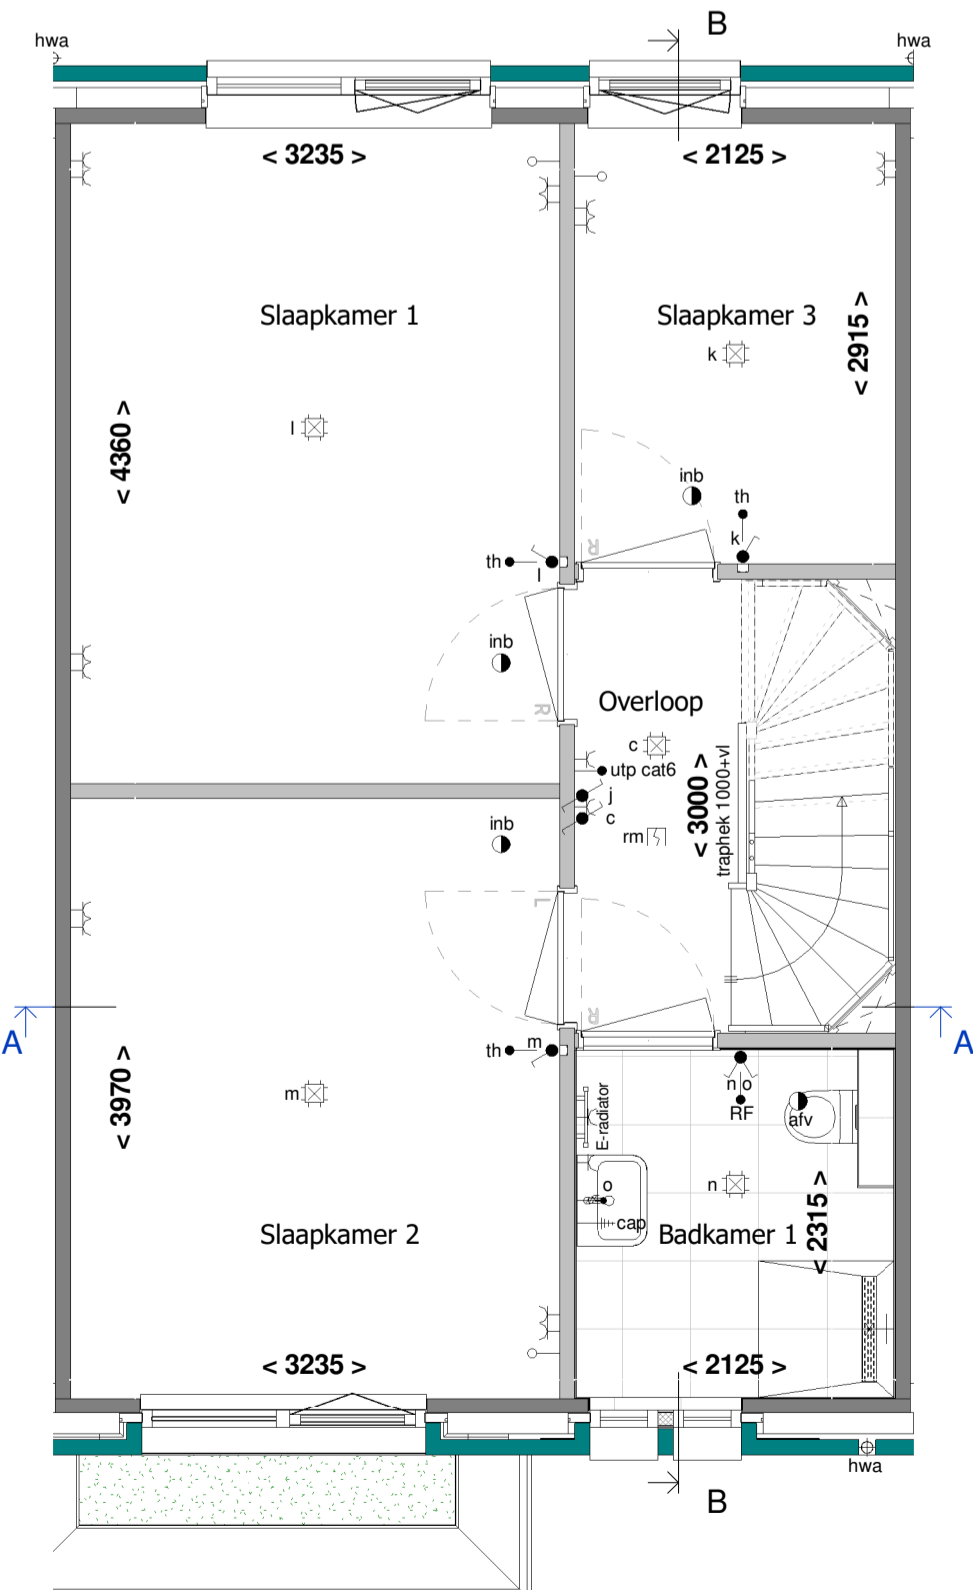 B
hwa
hwa
< 3235 >
< 2125 >
Slaapkamer 1
Slaapkamer 3
< 2915 >
k
l
< 4360 >
inb
th
k
R
th
l
inb
R
Overloop
c
utp cat6
j
c
rm
< 3000 >
traphek 1000+vl
inb
L
R
A
A
th
m
n o
RF
afv
E-radiator
< 3970 >
m
o
n
cap
Slaapkamer 2
Badkamer 1
< 2315 >
< 3235 >
< 2125 >
hwa
B